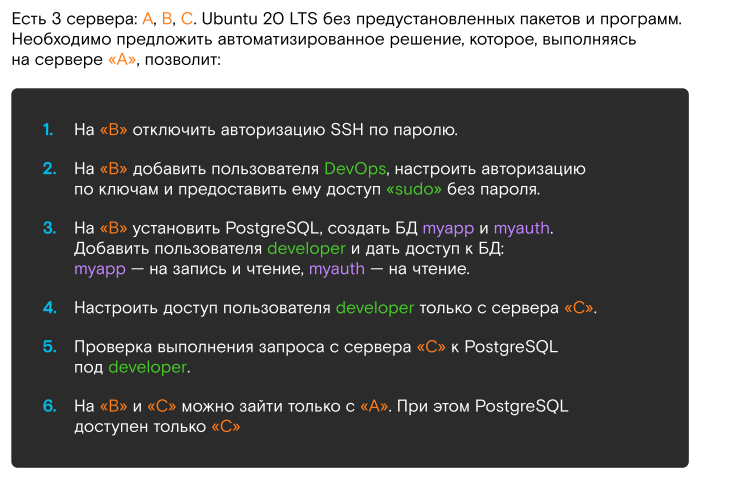 Есть 3 сервера: A, B, C. Ubuntu 20 LTS без предустановленных пакетов и программ.
Необходимо предложить автоматизированное решение, которое, выполняясь
на сервере «A», позволит:
1. На «B» отключить авторизацию SSH по паролю.
2. На «B» добавить пользователя DevOps, настроить авторизацию
по ключам и предоставить ему доступ «sudo» без пароля.
3. На «B» установить PostgreSQL, создать БД myapp и myauth.
Добавить пользователя developer и дать доступ к БД:
myapp — на запись и чтение, myauth — на чтение.
4. Настроить доступ пользователя developer только с сервера «C».
5. Проверка выполнения запроса с сервера «C» к PostgreSQL
под developer.
6. На «B» и «C» можно зайти только с «A». При этом PostgreSQL
доступен только «C»